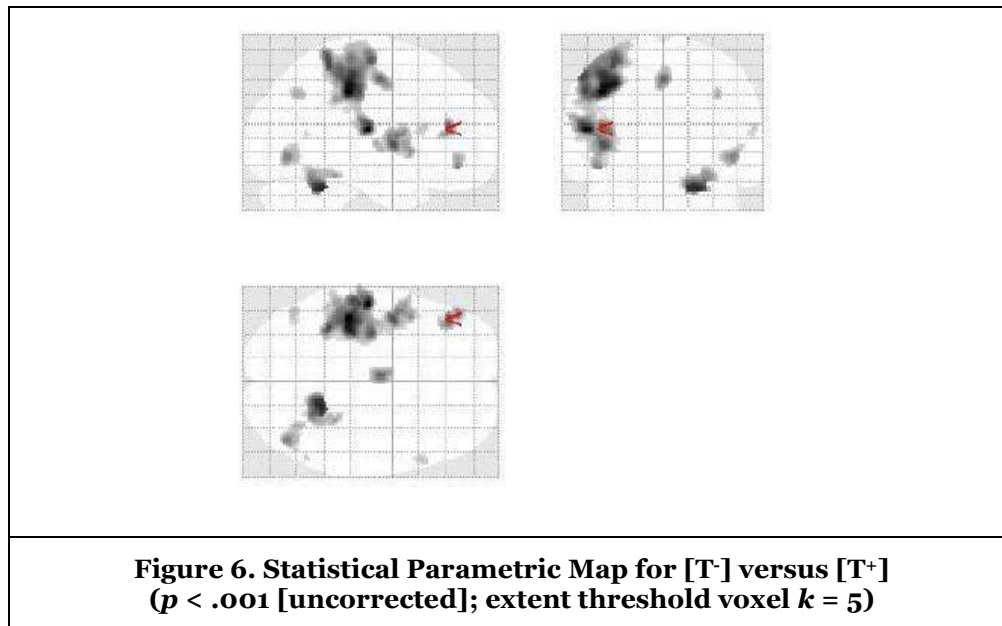 Figure 6. Statistical Parametric Map for [T-] versus [T+]
(p < .001 [uncorrected]; extent threshold voxel k = 5)